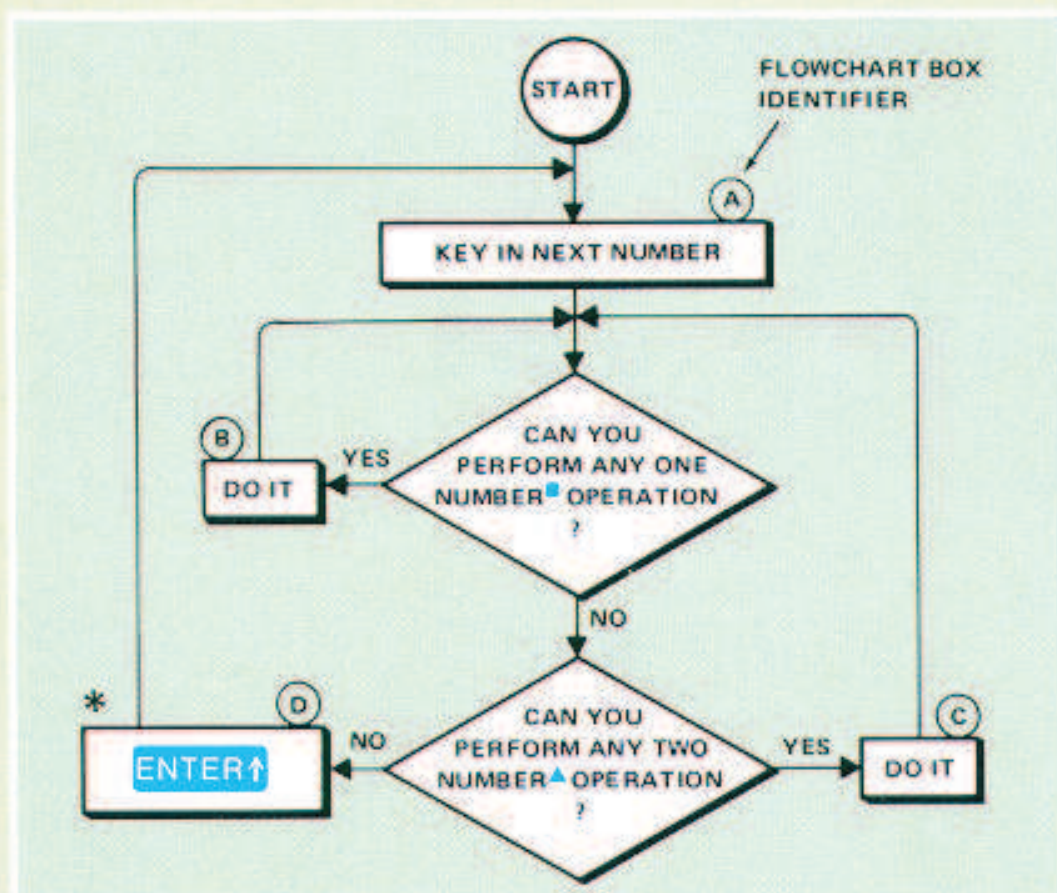 START
FLOWCHART BOX
IDENTIFIER
A
KEY IN NEXT NUMBER
B
DO IT
YES
CAN YOU
PERFORM ANY ONE
NUMBER■ OPERATION
?
NO
*
D
ENTER↑
NO
CAN YOU
PERFORM ANY TWO
NUMBER▲ OPERATION
?
YES
C
DO IT